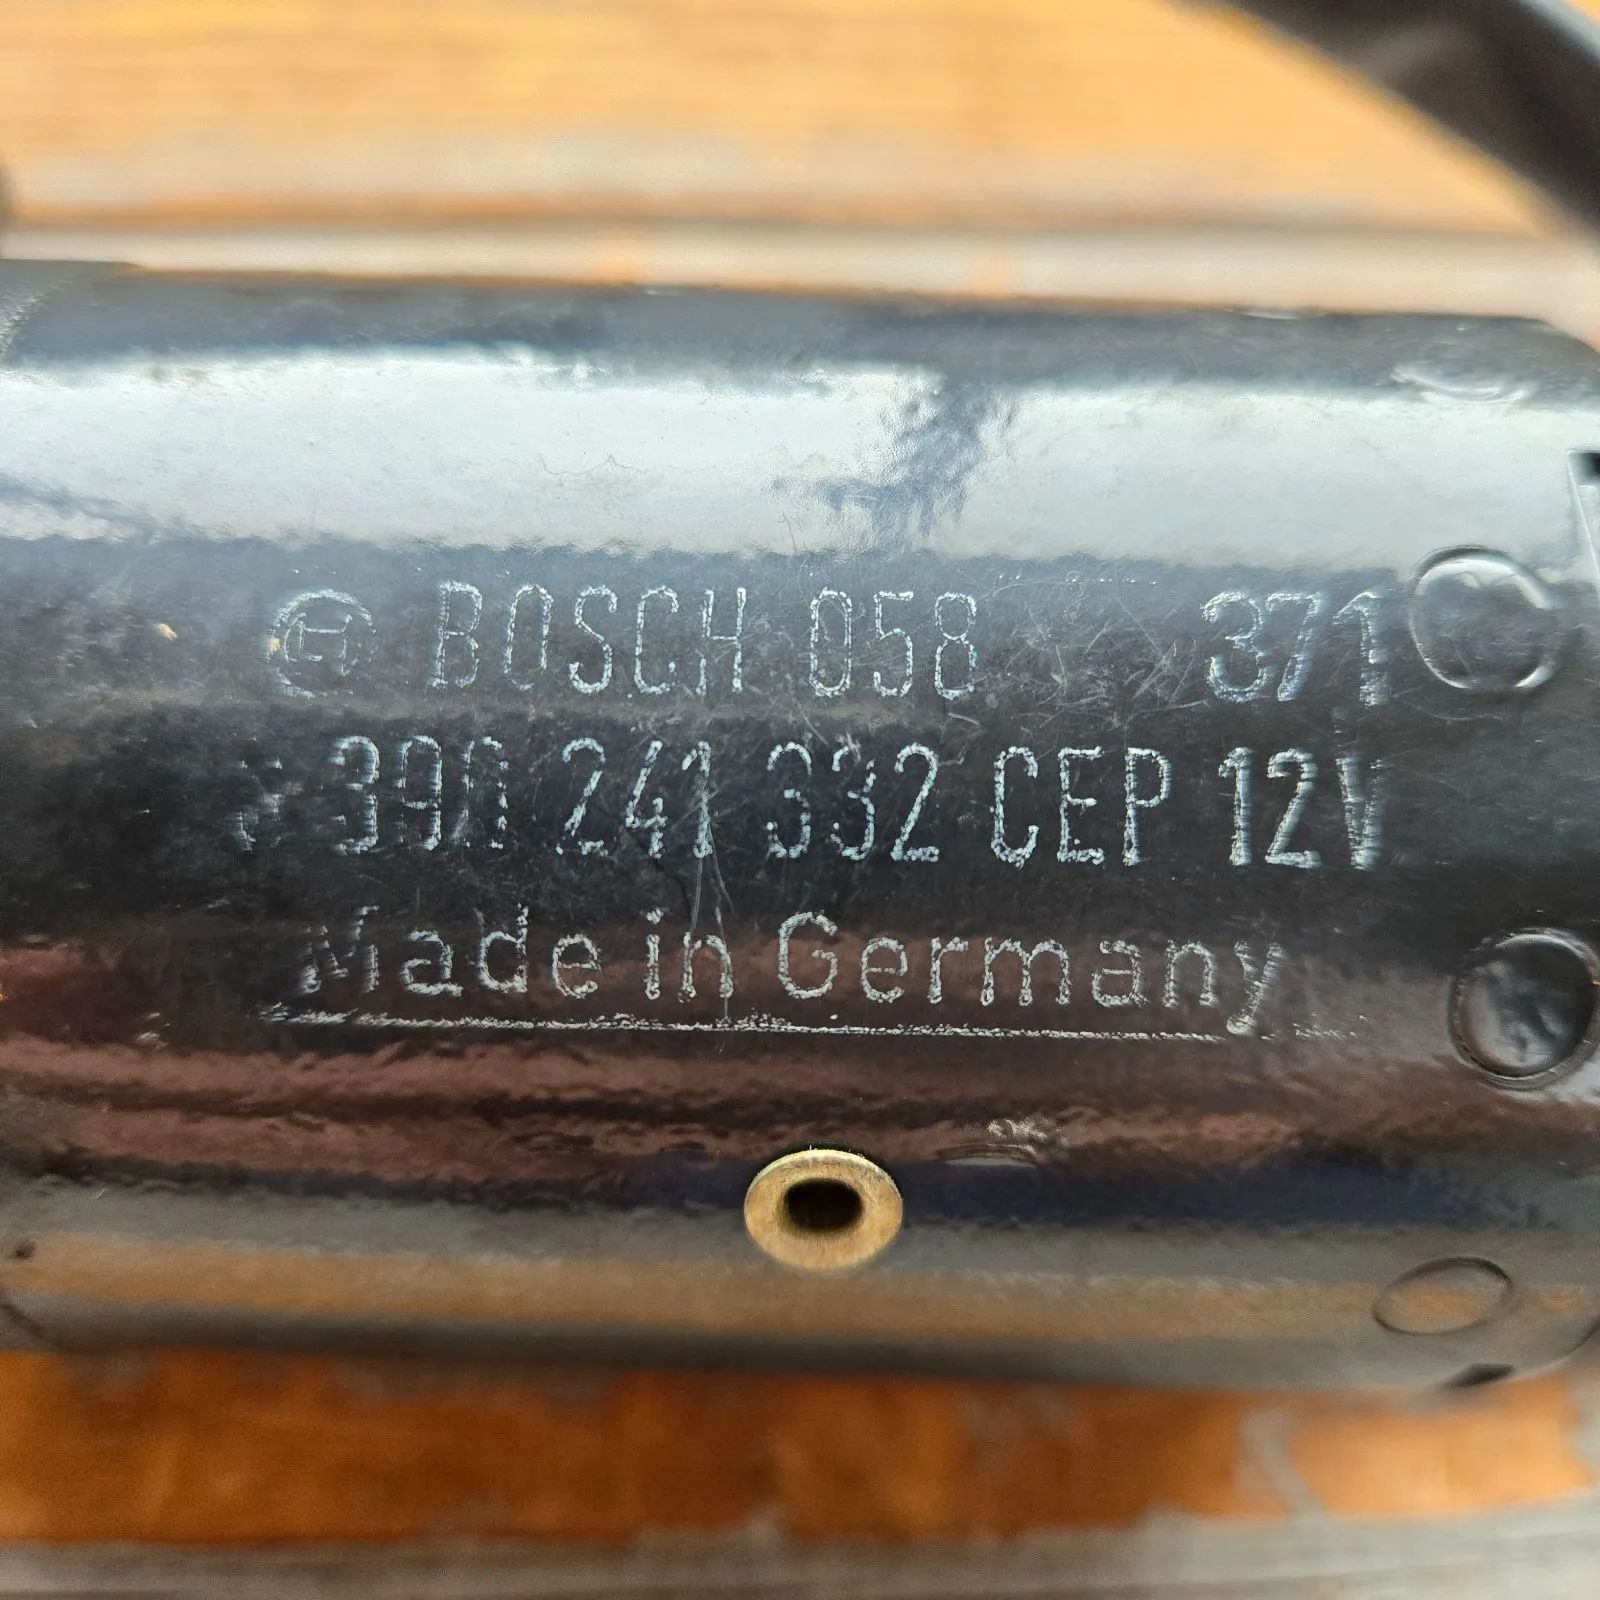 BOSCH 058 371
390 241 332 CEP 12V
Made in Germany